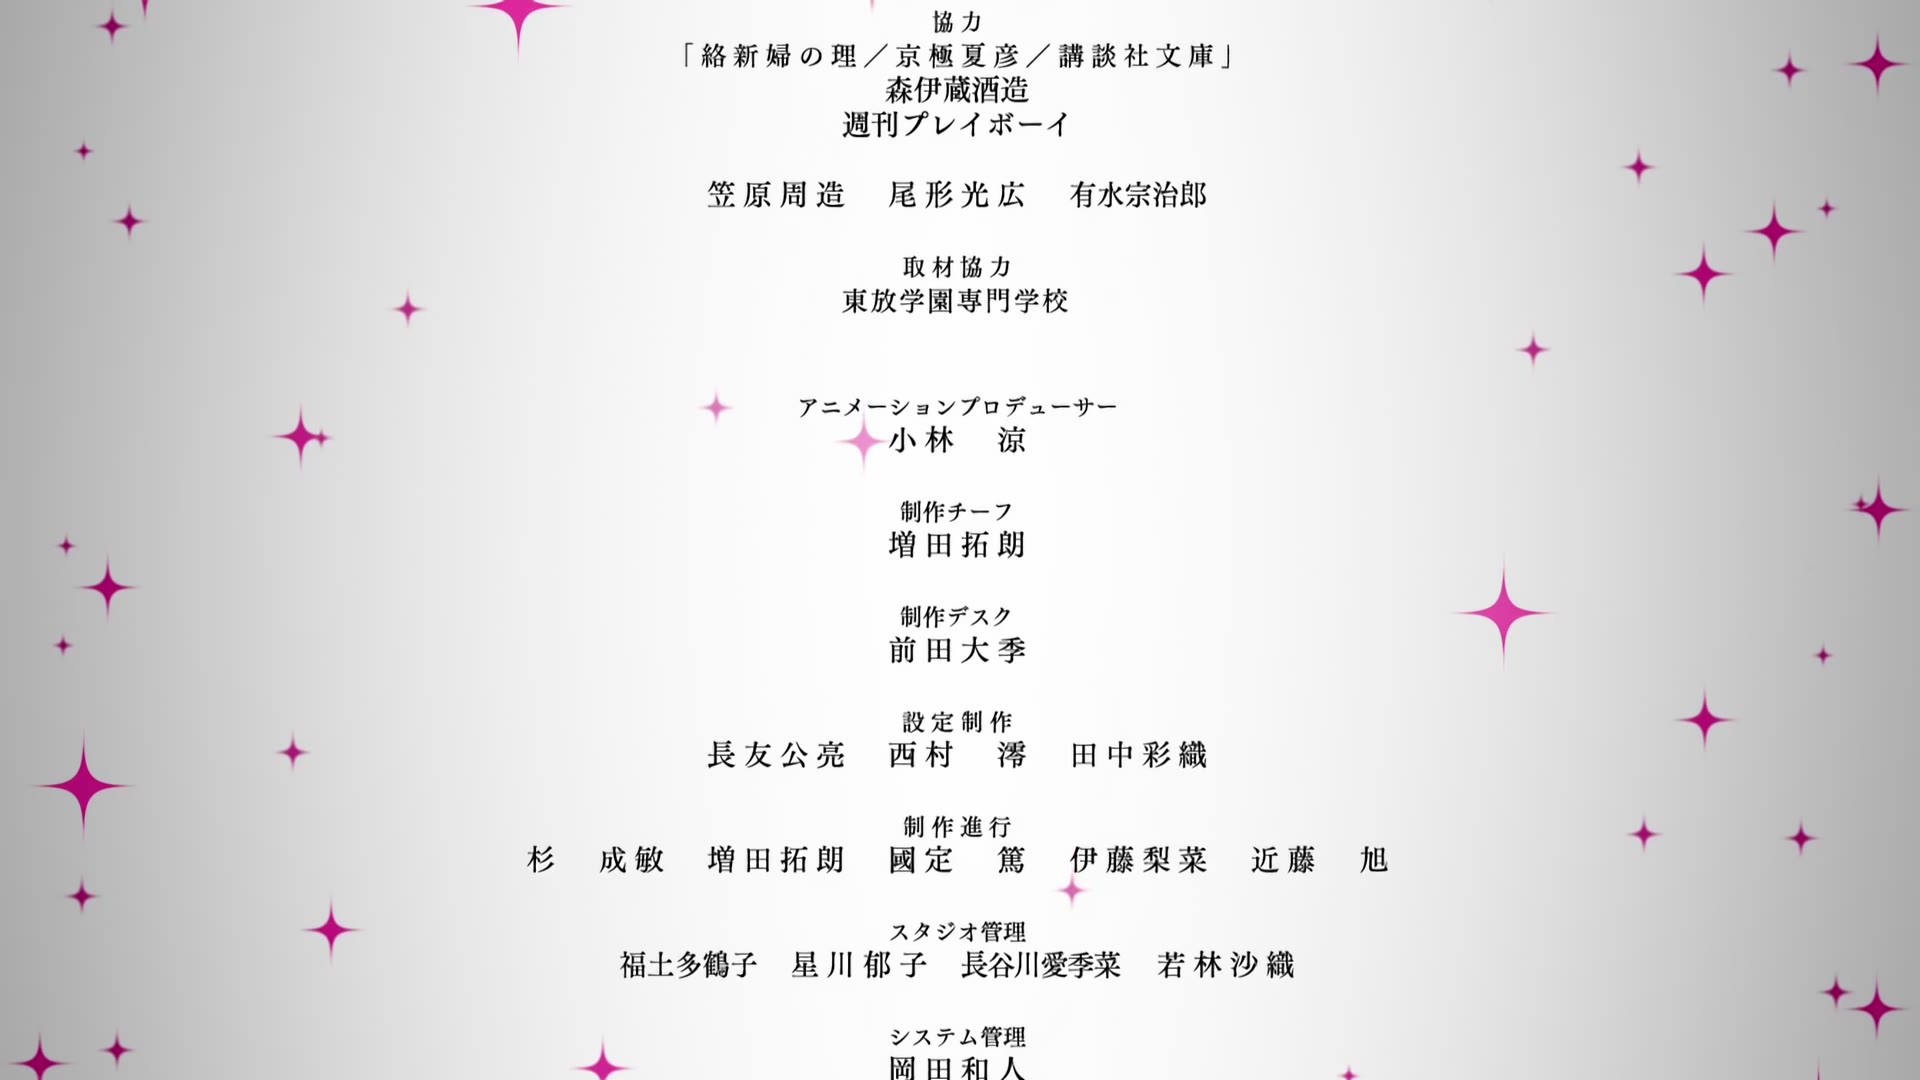 協力
「絡新婦の理／京極夏彦／講談社文庫」
森伊蔵酒造
週刊プレイボーイ
笠原周造　尾形光広　有水宗治郎
取材協力
東放学園専門学校
アニメーションプロデューサー
小林　涼
制作チーフ
増田拓朗
制作デスク
前田大季
設定制作
長友公亮　西村　澪　田中彩織
制作進行
杉　成敏　増田拓朗　國定　篤　伊藤梨菜　近藤　旭
スタジオ管理
福士多鶴子　星川郁子　長谷川愛季菜　若林沙織
システム管理
岡田和人